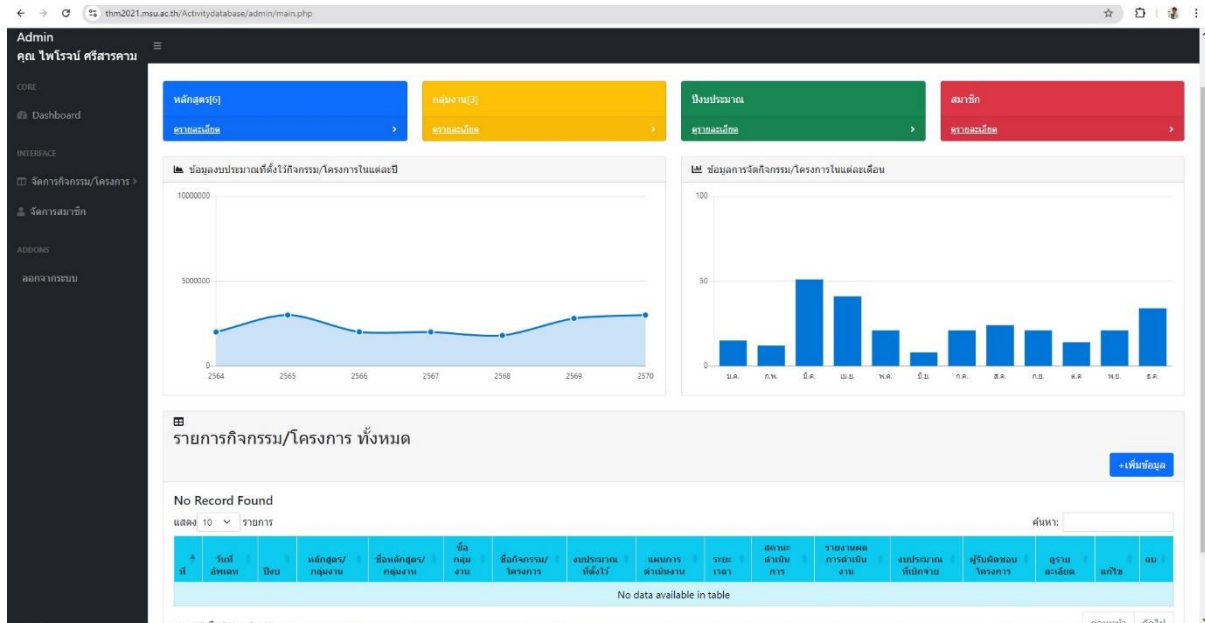 thm2021.msu.ac.th/Activitydatabase/admin/main.php
Admin
คุณ ไพโรจน์ ศรีสารคาม
CORE
Dashboard
INTERFACE
จัดการกิจกรรม/โครงการ >
จัดการสมาชิก
ADDONS
ออกจากระบบ
หลักสูตร[6]
ดูรายละเอียด
กลุ่มงาน[3]
ดูรายละเอียด
ปีงบประมาณ
ดูรายละเอียด
สมาชิก
ดูรายละเอียด
ข้อมูลงบประมาณที่ตั้งไว้กิจกรรม/โครงการในแต่ละปี
10000000
5000000
0
2564 2565 2566 2567 2568 2569 2570
ข้อมูลการจัดกิจกรรม/โครงการในแต่ละเดือน
100
50
0
ม.ค. ก.พ. มี.ค. เม.ย. พ.ค. มิ.ย. ก.ค. ส.ค. ก.ย. ต.ค พ.ย. ธ.ค.
รายการกิจกรรม/โครงการ ทั้งหมด
+เพิ่มข้อมูล
No Record Found
แสดง 10 รายการ
ค้นหา:
ที่
วันที่
อัพเดท
ปีงบ
หลักสูตร/
กลุ่มงาน
ชื่อหลักสูตร/
กลุ่มงาน
ชื่อ
กลุ่ม
งาน
ชื่อกิจกรรม/
โครงการ
งบประมาณ
ที่ตั้งไว้
แผนการ
ดำเนินงาน
ระยะ
เวลา
สถานะ
ดำเนิน
การ
รายงานผล
การดำเนิน
งาน
งบประมาณ
ที่เบิกจ่าย
ผู้รับผิดชอบ
โครงการ
ดูราย
ละเอียด
แก้ไข
ลบ
No data available in table